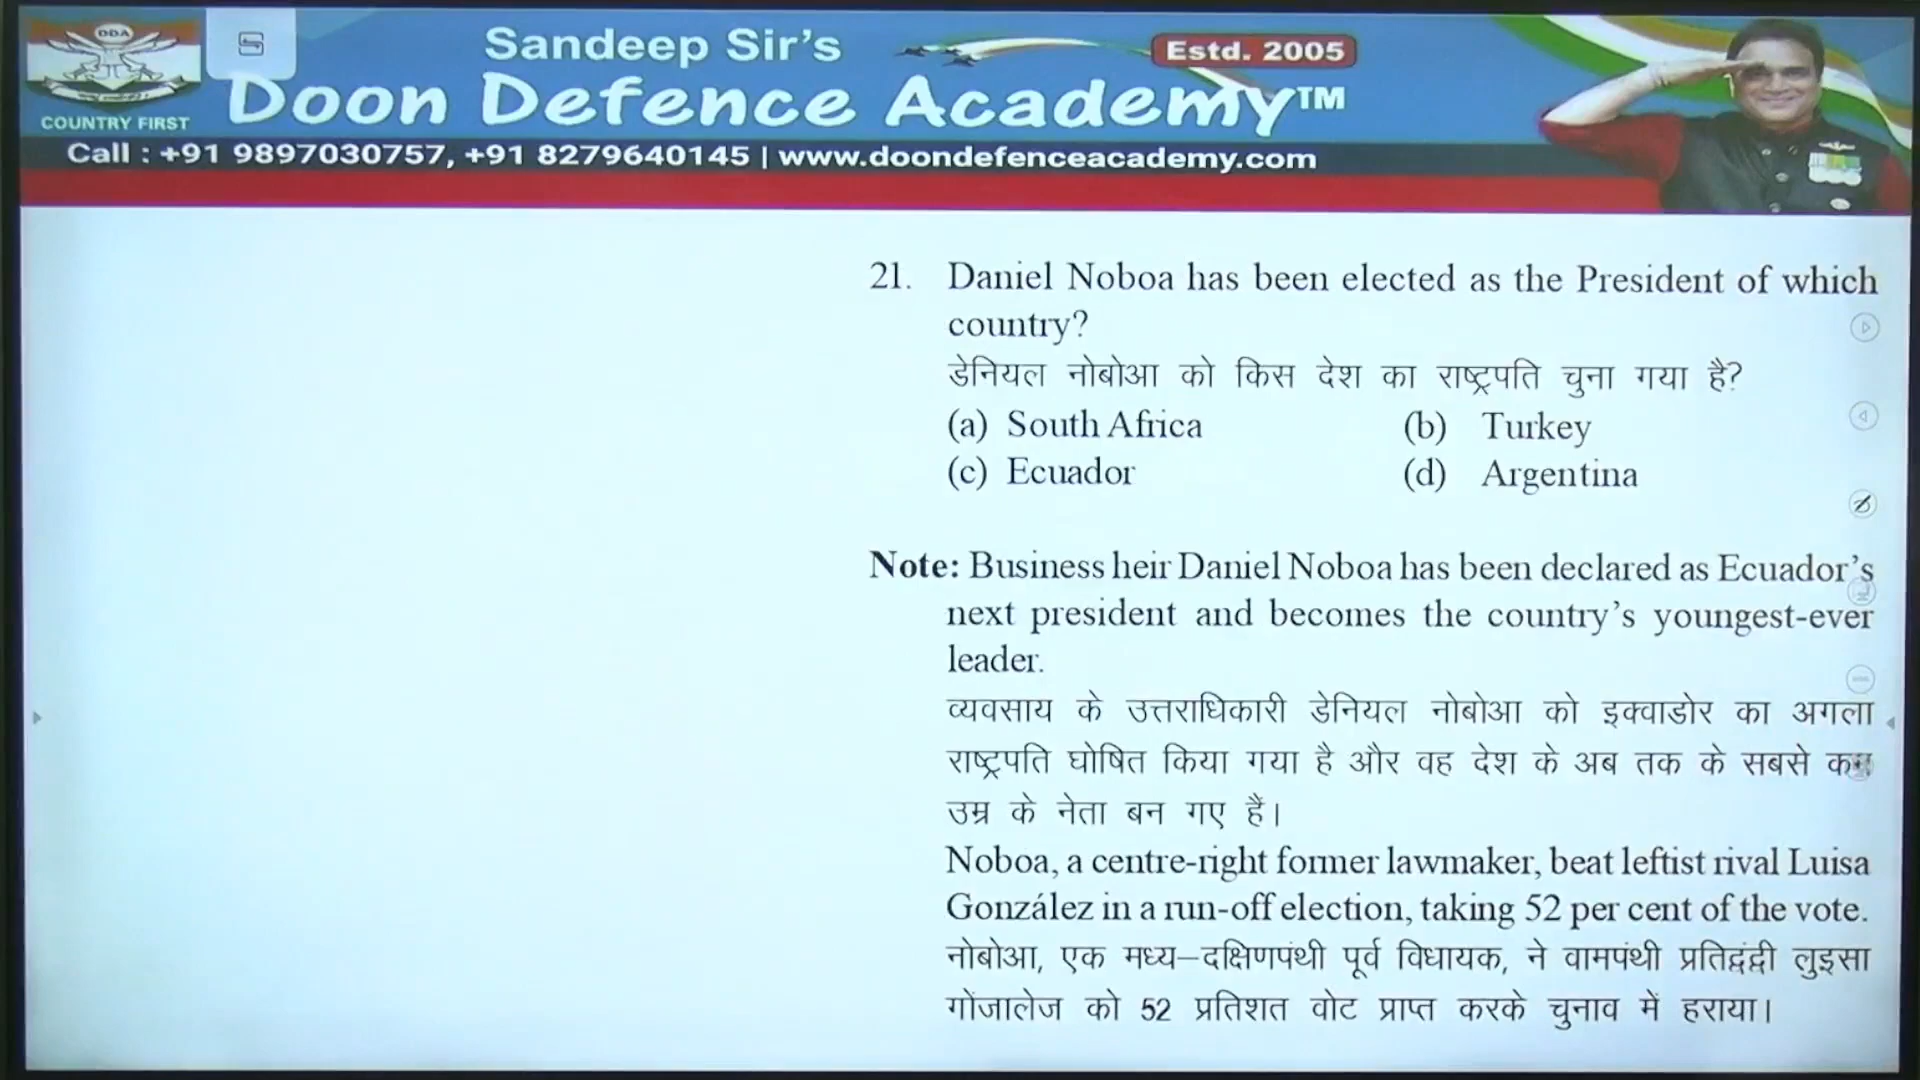 DDA
COUNTRY FIRST
Sandeep Sir's
Estd. 2005
Doon Defence Academy™
Call : +91 9897030757, +91 8279640145 | www.doondefenceacademy.com
21. Daniel Noboa has been elected as the President of which
country?
डेनियल नोबोआ को किस देश का राष्ट्रपति चुना गया है?
(a) South Africa (b) Turkey
(c) Ecuador (d) Argentina
Note: Business heir Daniel Noboa has been declared as Ecuador's
next president and becomes the country's youngest-ever
leader.
व्यवसाय के उत्तराधिकारी डेनियल नोबोआ को इक्वाडोर का अगला
राष्ट्रपति घोषित किया गया है और वह देश के अब तक के सबसे कम
उम्र के नेता बन गए हैं।
Noboa, a centre-right former lawmaker, beat leftist rival Luisa
González in a run-off election, taking 52 per cent of the vote.
नोबोआ, एक मध्य–दक्षिणपंथी पूर्व विधायक, ने वामपंथी प्रतिद्वंद्वी लुइसा
गोंजालेज को 52 प्रतिशत वोट प्राप्त करके चुनाव में हराया।